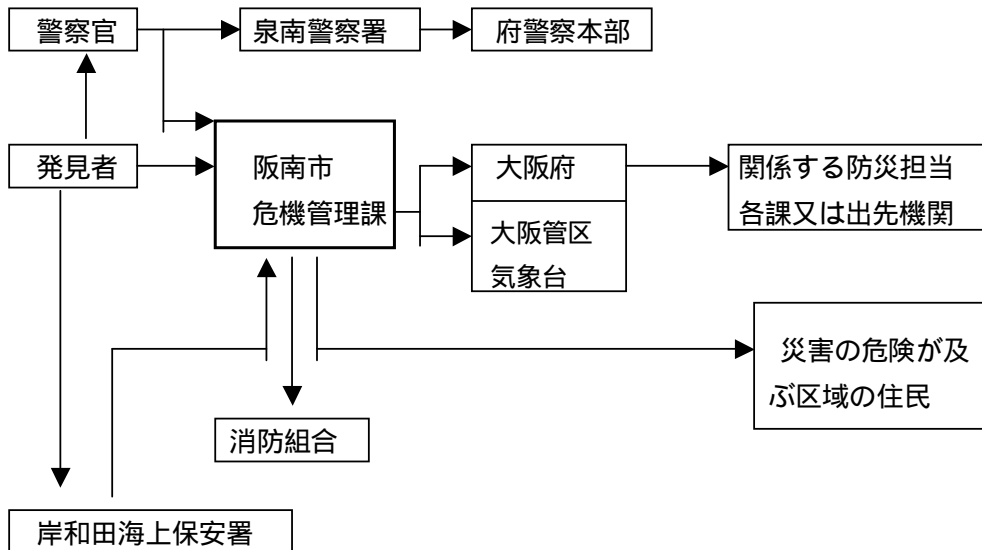 警察官
泉南警察署
府警察本部
発見者
阪南市
危機管理課
大阪府
大阪管区
気象台
関係する防災担当
各課又は出先機関
災害の危険が及
ぶ区域の住民
消防組合
岸和田海上保安署